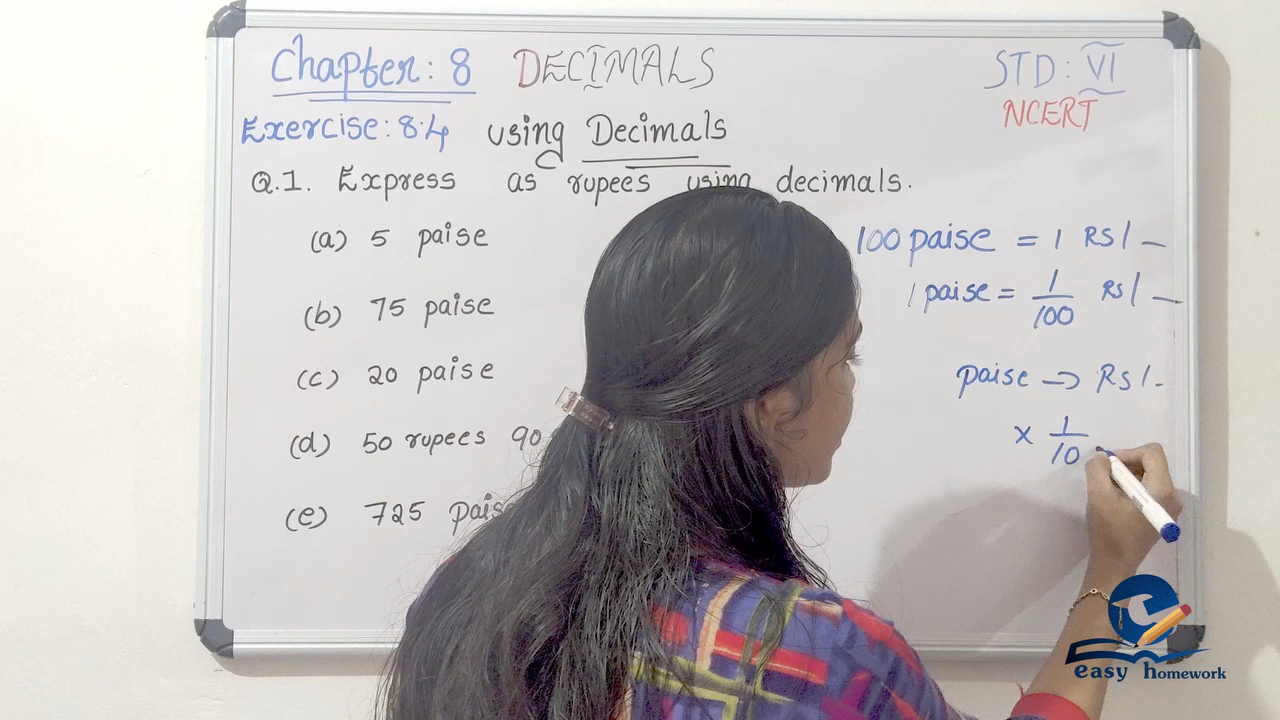 Chapter: 8 DECIMALS STD: VI
NCERT
Exercise: 8.4 using Decimals
Q.1. Express as rupees using decimals.
(a) 5 paise
(b) 75 paise
(c) 20 paise
(d) 50 rupees 90
(e) 725 pais
100 paise = 1 RS/-
1 paise = 1/100 Rs/-
paise → Rs/-
× 1/10
easy homework